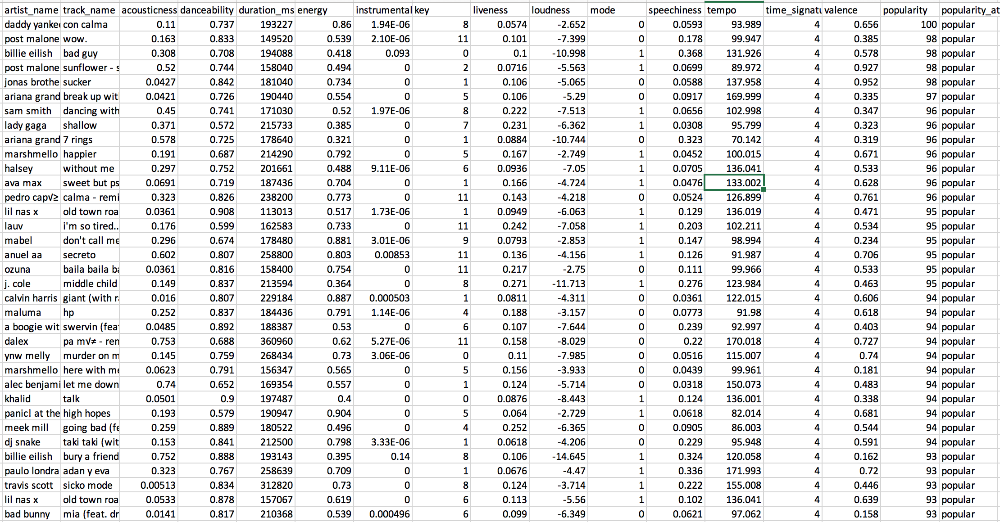 artist_name track_name acousticness danceability duration_ms energy instrumental key liveness loudness mode speechiness tempo time_signatu valence popularity popularity_at
daddy yankee con calma 0.11 0.737 193227 0.86 1.94E-06 8 0.0574 -2.652 0 0.0593 93.989 4 0.656 100 popular
post malone wow. 0.163 0.833 149520 0.539 2.10E-06 11 0.101 -7.399 0 0.178 99.947 4 0.385 98 popular
billie eilish bad guy 0.308 0.708 194088 0.418 0.093 0 0.1 -10.998 1 0.368 131.926 4 0.578 98 popular
post malone sunflower - s 0.52 0.744 158040 0.494 0 2 0.0716 -5.563 1 0.0699 89.972 4 0.927 98 popular
jonas brothe sucker 0.0427 0.842 181040 0.734 0 1 0.106 -5.065 0 0.0588 137.958 4 0.952 98 popular
ariana grand break up wit 0.0421 0.726 190440 0.554 0 5 0.106 -5.29 0 0.0917 169.999 4 0.335 97 popular
sam smith dancing with 0.45 0.741 171030 0.52 1.97E-06 8 0.222 -7.513 1 0.0656 102.998 4 0.347 96 popular
lady gaga shallow 0.371 0.572 215733 0.385 0 7 0.231 -6.362 1 0.0308 95.799 4 0.323 96 popular
ariana grand 7 rings 0.578 0.725 178640 0.321 0 1 0.0884 -10.744 0 0.323 70.142 4 0.319 96 popular
marshmello happier 0.191 0.687 214290 0.792 0 5 0.167 -2.749 1 0.0452 100.015 4 0.671 96 popular
halsey without me 0.297 0.752 201661 0.488 9.11E-06 6 0.0936 -7.05 1 0.0705 136.041 4 0.533 96 popular
ava max sweet but ps 0.0691 0.719 187436 0.704 0 1 0.166 -4.724 1 0.0476 133.002 4 0.628 96 popular
pedro cap√≥ calma - remi 0.323 0.826 238200 0.773 0 11 0.143 -4.218 0 0.0524 126.899 4 0.761 96 popular
lil nas x old town roa 0.0361 0.908 113013 0.517 1.73E-06 1 0.0949 -6.063 1 0.129 136.019 4 0.471 95 popular
lauv i'm so tired.. 0.176 0.599 162583 0.733 0 11 0.242 -7.058 1 0.203 102.211 4 0.534 95 popular
mabel don't call me 0.296 0.674 178480 0.881 3.01E-06 9 0.0793 -2.853 1 0.147 98.994 4 0.234 95 popular
anuel aa secreto 0.602 0.807 258800 0.803 0.00853 11 0.136 -4.156 1 0.126 91.987 4 0.706 95 popular
ozuna baila baila ba 0.0361 0.816 158400 0.754 0 11 0.217 -2.75 0 0.111 99.966 4 0.533 95 popular
j. cole middle child 0.149 0.837 213594 0.364 0 8 0.271 -11.713 1 0.276 123.984 4 0.463 95 popular
calvin harris giant (with ra 0.016 0.807 229184 0.887 0.000503 1 0.0811 -4.311 0 0.0361 122.015 4 0.606 94 popular
maluma hp 0.252 0.837 184436 0.791 1.14E-06 4 0.188 -3.157 0 0.0773 91.98 4 0.618 94 popular
a boogie wit swervin (feat 0.0485 0.892 188387 0.53 0 6 0.107 -7.644 0 0.239 92.997 4 0.403 94 popular
dalex pa m√≠ - ren 0.753 0.688 360960 0.62 5.27E-06 11 0.158 -8.029 0 0.22 170.018 4 0.727 94 popular
ynw melly murder on m 0.145 0.759 268434 0.73 3.06E-06 0 0.11 -7.985 0 0.0516 115.007 4 0.74 94 popular
marshmello here with me 0.0623 0.791 156347 0.565 0 5 0.156 -3.933 0 0.0439 99.961 4 0.181 94 popular
alec benjami let me down 0.74 0.652 169354 0.557 0 1 0.124 -5.714 0 0.0318 150.073 4 0.483 94 popular
khalid talk 0.0501 0.9 197487 0.4 0 0 0.0876 -8.443 1 0.124 136.001 4 0.338 94 popular
panic! at the high hopes 0.193 0.579 190947 0.904 0 5 0.064 -2.729 1 0.0618 82.014 4 0.681 94 popular
meek mill going bad (fe 0.259 0.889 180522 0.496 0 4 0.252 -6.365 0 0.0905 86.003 4 0.544 94 popular
dj snake taki taki (wit 0.153 0.841 212500 0.798 3.33E-06 1 0.0618 -4.206 0 0.229 95.948 4 0.591 94 popular
billie eilish bury a friend 0.752 0.888 193143 0.395 0.14 8 0.106 -14.645 1 0.324 120.058 4 0.162 93 popular
paulo londra adan y eva 0.323 0.767 258639 0.709 0 1 0.0676 -4.47 1 0.336 171.993 4 0.72 93 popular
travis scott sicko mode 0.00513 0.834 312820 0.73 0 8 0.124 -3.714 1 0.222 155.008 4 0.446 93 popular
lil nas x old town roa 0.0533 0.878 157067 0.619 0 6 0.113 -5.56 1 0.102 136.041 4 0.639 93 popular
bad bunny mia (feat. dr 0.0141 0.817 210368 0.539 0.000496 6 0.099 -6.349 0 0.0621 97.062 4 0.158 93 popular